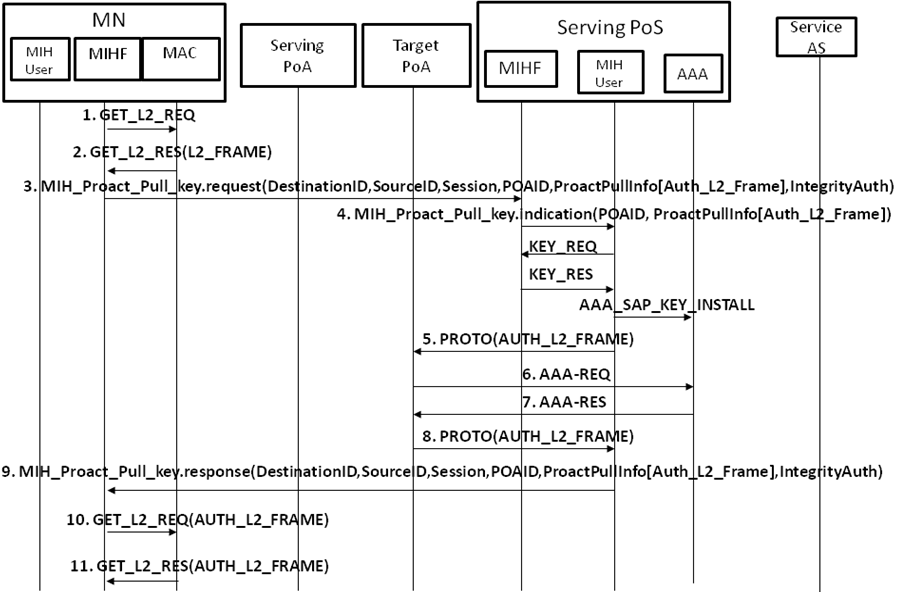 MN
MIH
User
MIHF
MAC
Serving
PoA
Target
PoA
Serving PoS
MIHF
MIH
User
AAA
Service
AS
1. GET_L2_REQ
2. GET_L2_RES(L2_FRAME)
3. MIH_Proact_Pull_key.request(DestinationID,SourceID,Session,POAID,ProactPullInfo[Auth_L2_Frame],IntegrityAuth)
4. MIH_Proact_Pull_key.indication(POAID, ProactPullInfo[Auth_L2_Frame])
KEY_REQ
KEY_RES
AAA_SAP_KEY_INSTALL
5. PROTO(AUTH_L2_FRAME)
6. AAA-REQ
7. AAA-RES
8. PROTO(AUTH_L2_FRAME)
9. MIH_Proact_Pull_key.response(DestinationID,SourceID,Session,POAID,ProactPullInfo[Auth_L2_Frame],IntegrityAuth)
10. GET_L2_REQ(AUTH_L2_FRAME)
11. GET_L2_RES(AUTH_L2_FRAME)